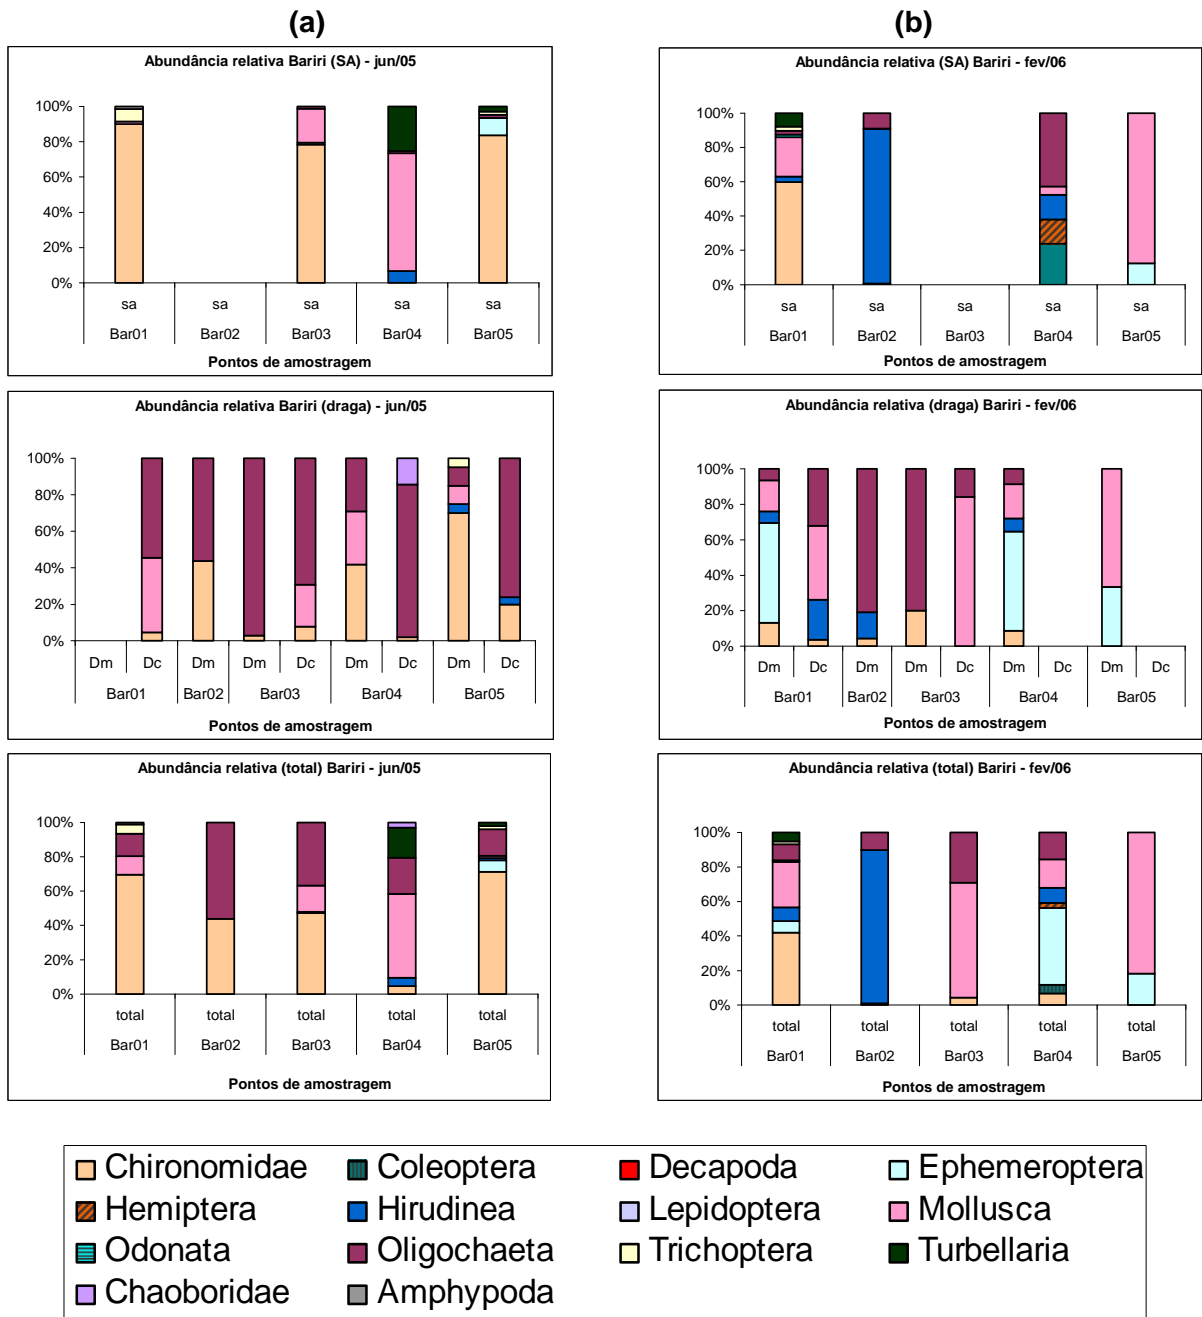 (a)
(b)
Abundância relativa Bariri (SA) - jun/05
100%
80%
60%
40%
20%
0%
sa sa sa sa sa
Bar01 Bar02 Bar03 Bar04 Bar05
Pontos de amostragem
Abundância relativa (SA) Bariri - fev/06
100%
80%
60%
40%
20%
0%
sa sa sa sa sa
Bar01 Bar02 Bar03 Bar04 Bar05
Pontos de amostragem
Abundância relativa Bariri (draga) - jun/05
100%
80%
60%
40%
20%
0%
Dm Dc Dm Dm Dc Dm Dc Dm Dc
Bar01 Bar02 Bar03 Bar04 Bar05
Pontos de amostragem
Abundância relativa (draga) Bariri - fev/06
100%
80%
60%
40%
20%
0%
Dm Dc Dm Dm Dc Dm Dc Dm Dc
Bar01 Bar02 Bar03 Bar04 Bar05
Pontos de amostragem
Abundância relativa (total) Bariri - jun/05
100%
80%
60%
40%
20%
0%
total total total total total
Bar01 Bar02 Bar03 Bar04 Bar05
Pontos de amostragem
Abundância relativa (total) Bariri - fev/06
100%
80%
60%
40%
20%
0%
total total total total total
Bar01 Bar02 Bar03 Bar04 Bar05
Pontos de amostragem
Chironomidae Coleoptera Decapoda Ephemeroptera
Hemiptera Hirudinea Lepidoptera Mollusca
Odonata Oligochaeta Trichoptera Turbellaria
Chaoboridae Amphypoda